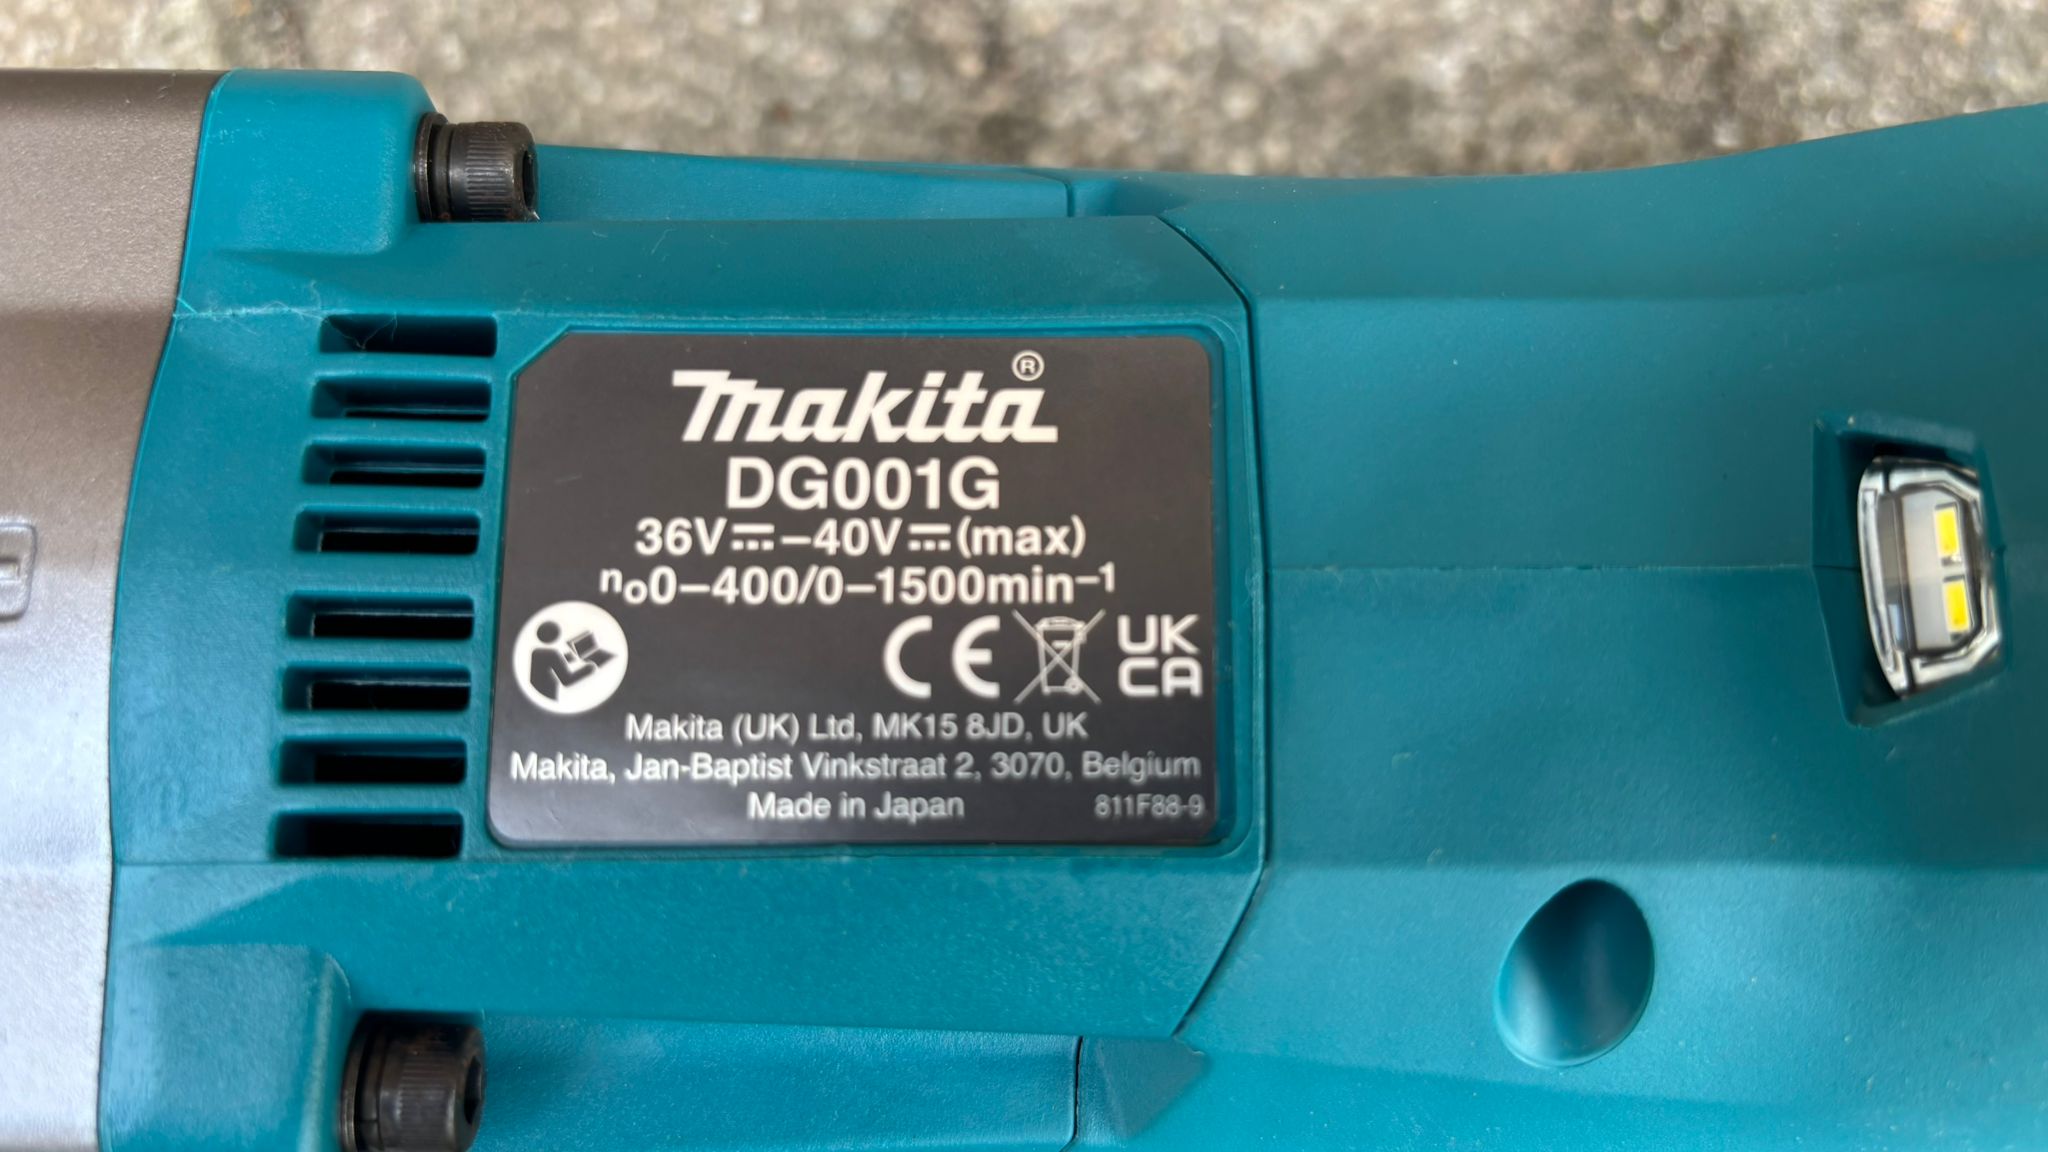 makita®
DG001G
36V⎓–40V⎓(max)
n₀0–400/0–1500min⁻¹
CE
UK
CA
Makita (UK) Ltd, MK15 8JD, UK
Makita, Jan-Baptist Vinkstraat 2, 3070, Belgium
Made in Japan 811F88-9